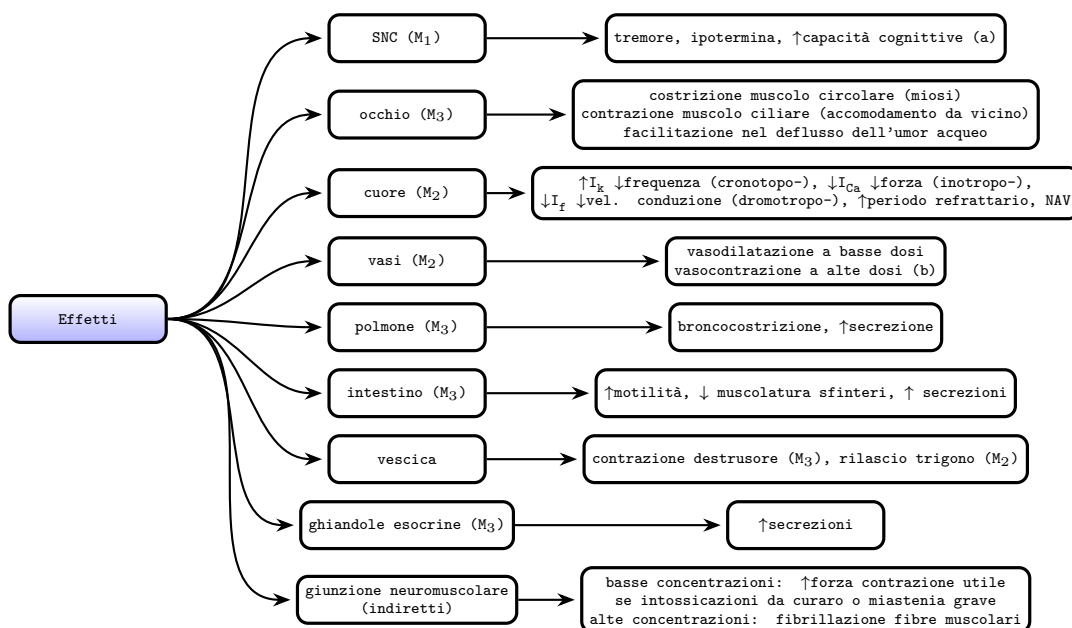 SNC (M1)
tremore, ipotermina, ↑capacità cognittive (a)
occhio (M3)
costrizione muscolo circolare (miosi)
contrazione muscolo ciliare (accomodamento da vicino)
facilitazione nel deflusso dell'umor acqueo
cuore (M2)
↑Ik ↓frequenza (cronotopo-), ↓ICa ↓forza (inotropo-),
↓If ↓vel. conduzione (dromotropo-), ↑periodo refrattario, NAV
vasi (M2)
vasodilatazione a basse dosi
vasocontrazione a alte dosi (b)
Effetti
polmone (M3)
broncocostrizione, ↑secrezione
intestino (M3)
↑motilità, ↓ muscolatura sfinteri, ↑ secrezioni
vescica
contrazione destrusore (M3), rilascio trigono (M2)
ghiandole esocrine (M3)
↑secrezioni
giunzione neuromuscolare
(indiretti)
basse concentrazioni: ↑forza contrazione utile
se intossicazioni da curaro o miastenia grave
alte concentrazioni: fibrillazione fibre muscolari